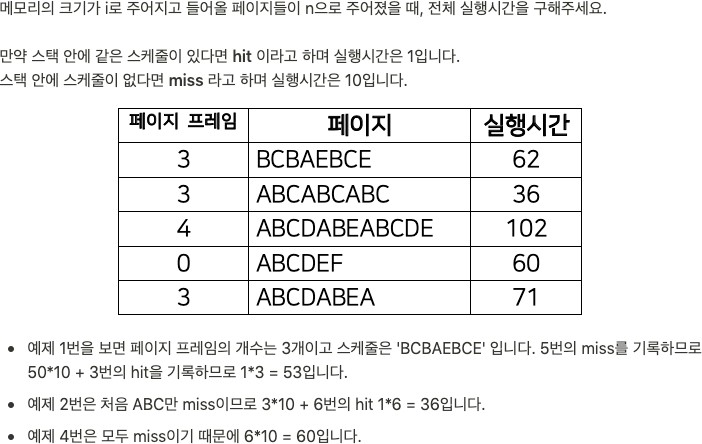 메모리의 크기가 i로 주어지고 들어올 페이지들이 n으로 주어졌을 때, 전체 실행시간을 구해주세요.
만약 스택 안에 같은 스케줄이 있다면 hit 이라고 하며 실행시간은 1입니다.
스택 안에 스케줄이 없다면 miss 라고 하며 실행시간은 10입니다.
페이지 프레임 페이지 실행시간
3 BCBAEBCE 62
3 ABCABCABC 36
4 ABCDABEABCDE 102
0 ABCDEF 60
3 ABCDABEA 71
• 예제 1번을 보면 페이지 프레임의 개수는 3개이고 스케줄은 'BCBAEBCE' 입니다. 5번의 miss를 기록하므로
50*10 + 3번의 hit을 기록하므로 1*3 = 53입니다.
• 예제 2번은 처음 ABC만 miss이므로 3*10 + 6번의 hit 1*6 = 36입니다.
• 예제 4번은 모두 miss이기 때문에 6*10 = 60입니다.